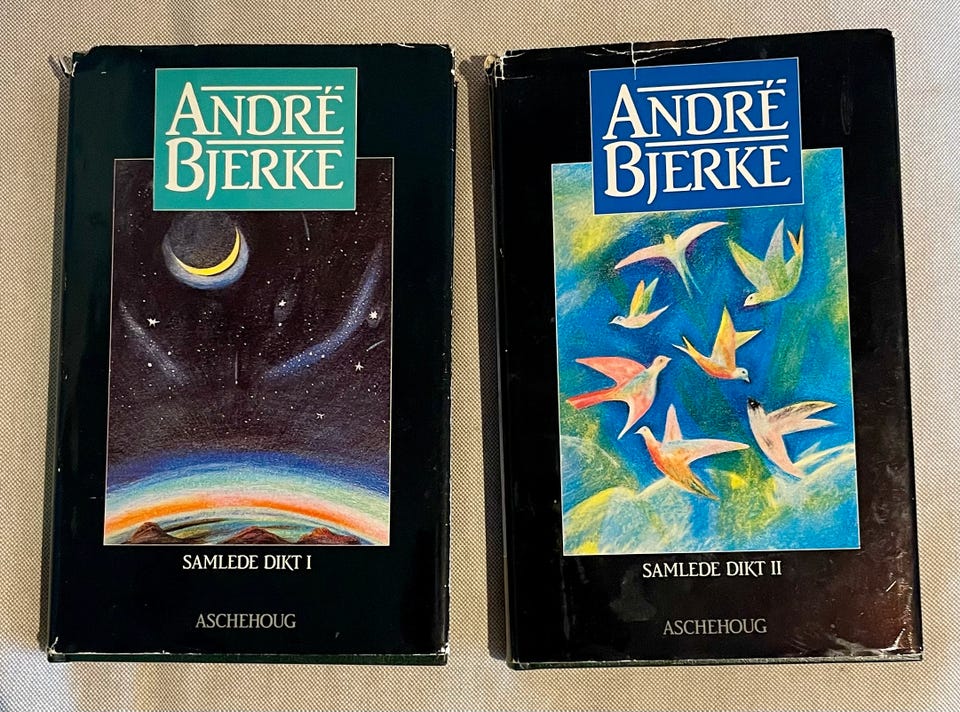 ANDRÉ
BJERKE
SAMLEDE DIKT I
ASCHEHOUG
ANDRÉ
BJERKE
SAMLEDE DIKT II
ASCHEHOUG